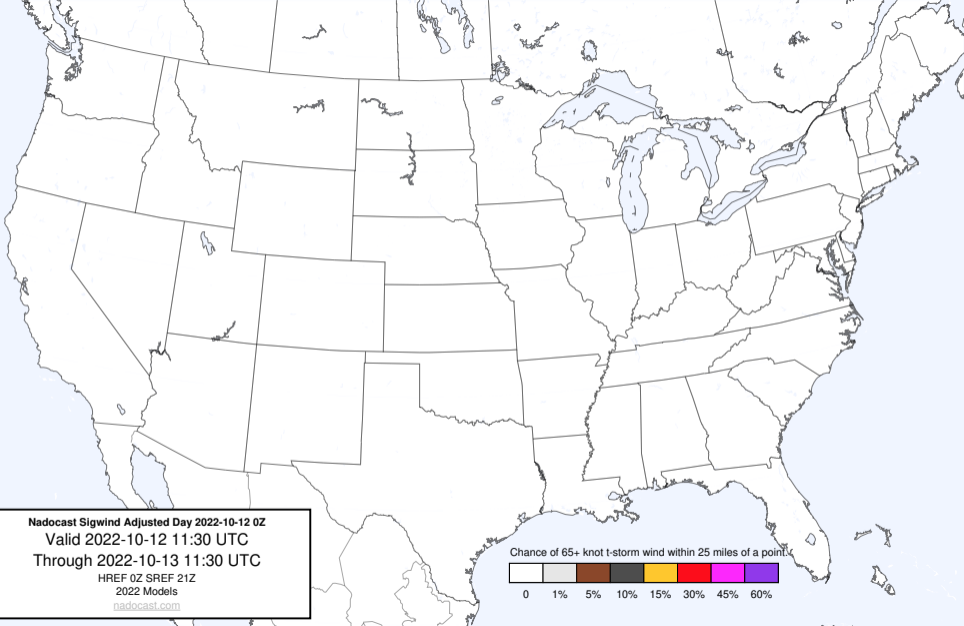 Nadocast Sigwind Adjusted Day 2022-10-12 0Z
Valid 2022-10-12 11:30 UTC
Through 2022-10-13 11:30 UTC
HREF 0Z SREF 21Z
2022 Models
nadocast.com
Chance of 65+ knot t-storm wind within 25 miles of a point.
0 1% 5% 10% 15% 30% 45% 60%